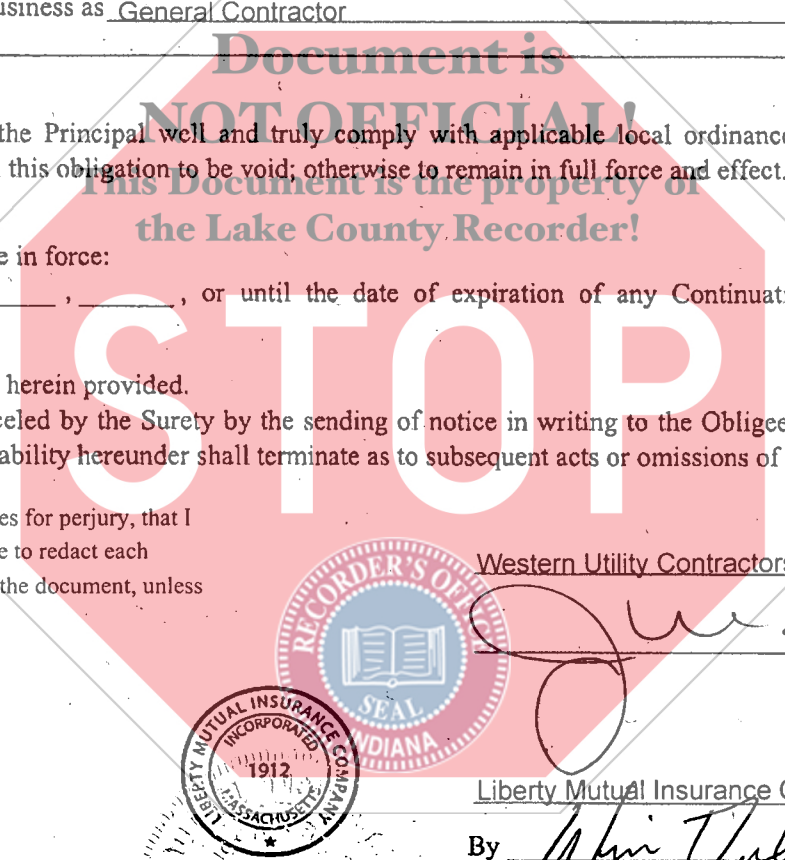 usiness as General Contractor
Document is
NOT OFFICIAL!
the Principal well and truly comply with applicable local ordinance
this obligation to be void; otherwise to remain in full force and effect.
This Document is the property of
the Lake County Recorder!
e in force:
, , or until the date of expiration of any Continuati
STOP
herein provided.
celed by the Surety by the sending of notice in writing to the Obligee
ability hereunder shall terminate as to subsequent acts or omissions of
es for perjury, that I
e to redact each
the document, unless
Western Utility Contractors
RECORDER'S OFFICE
SEAL
INDIANA
LIBERTY MUTUAL INSURANCE COMPANY
INCORPORATED
1912
MASSACHUSETTS
Liberty Mutual Insurance C
By